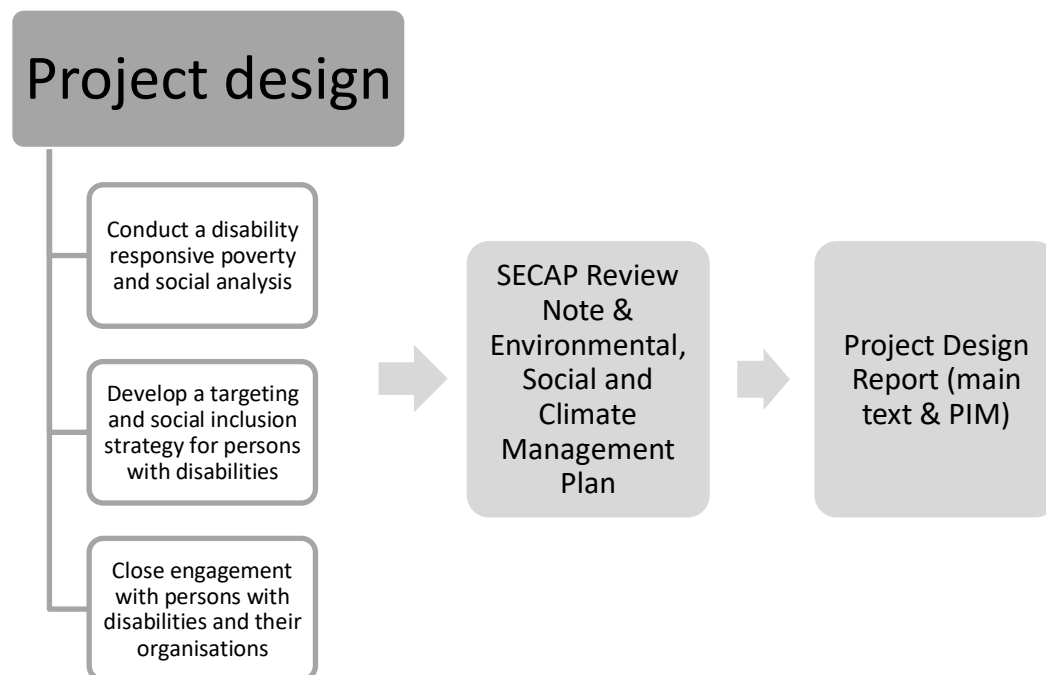 Project design
Conduct a disability
responsive poverty
and social analysis
Develop a targeting
and social inclusion
strategy for persons
with disabilities
Close engagement
with persons with
disabilities and their
organisations
SECAP Review
Note &
Environmental,
Social and
Climate
Management
Plan
Project Design
Report (main
text & PIM)